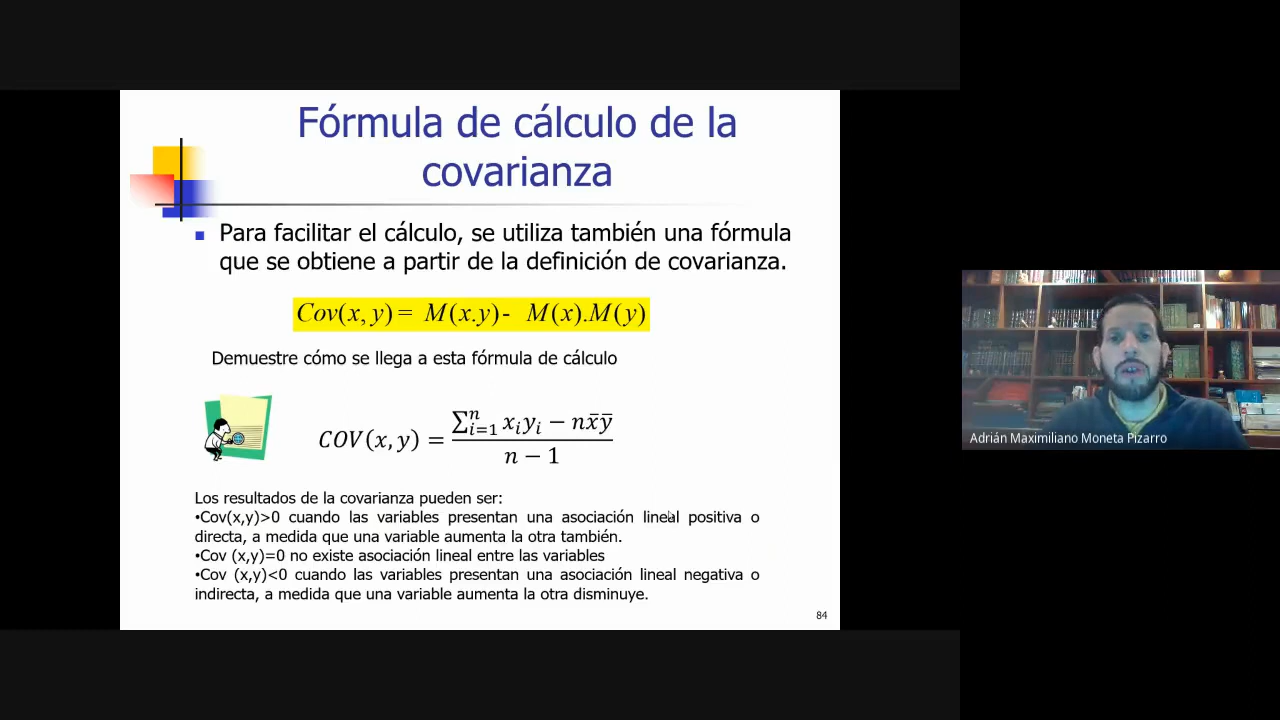 Fórmula de cálculo de la
covarianza
Para facilitar el cálculo, se utiliza también una fórmula
que se obtiene a partir de la definición de covarianza.
Cov(x, y) = M(x.y)- M(x).M(y)
Demuestre cómo se llega a esta fórmula de cálculo
COV(x, y) = \frac{\sum_{i=1}^{n} x_i y_i − n\bar{x}\bar{y}}{n − 1}
Los resultados de la covarianza pueden ser:
•Cov(x,y)>0 cuando las variables presentan una asociación lineal positiva o
directa, a medida que una variable aumenta la otra también.
•Cov (x,y)=0 no existe asociación lineal entre las variables
•Cov (x,y)<0 cuando las variables presentan una asociación lineal negativa o
indirecta, a medida que una variable aumenta la otra disminuye.
84
Adrián Maximiliano Moneta Pizarro